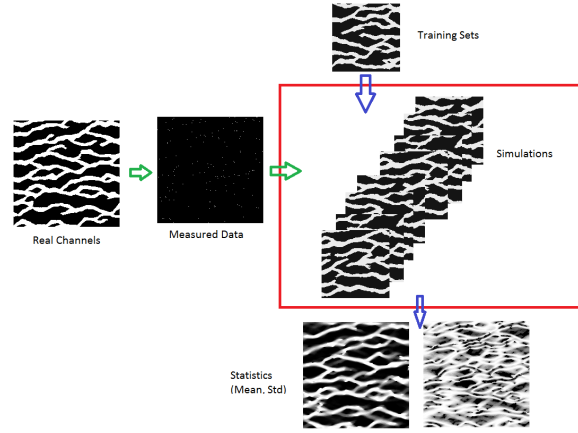 Training Sets
Simulations
Real Channels
Measured Data
Statistics
(Mean, Std)